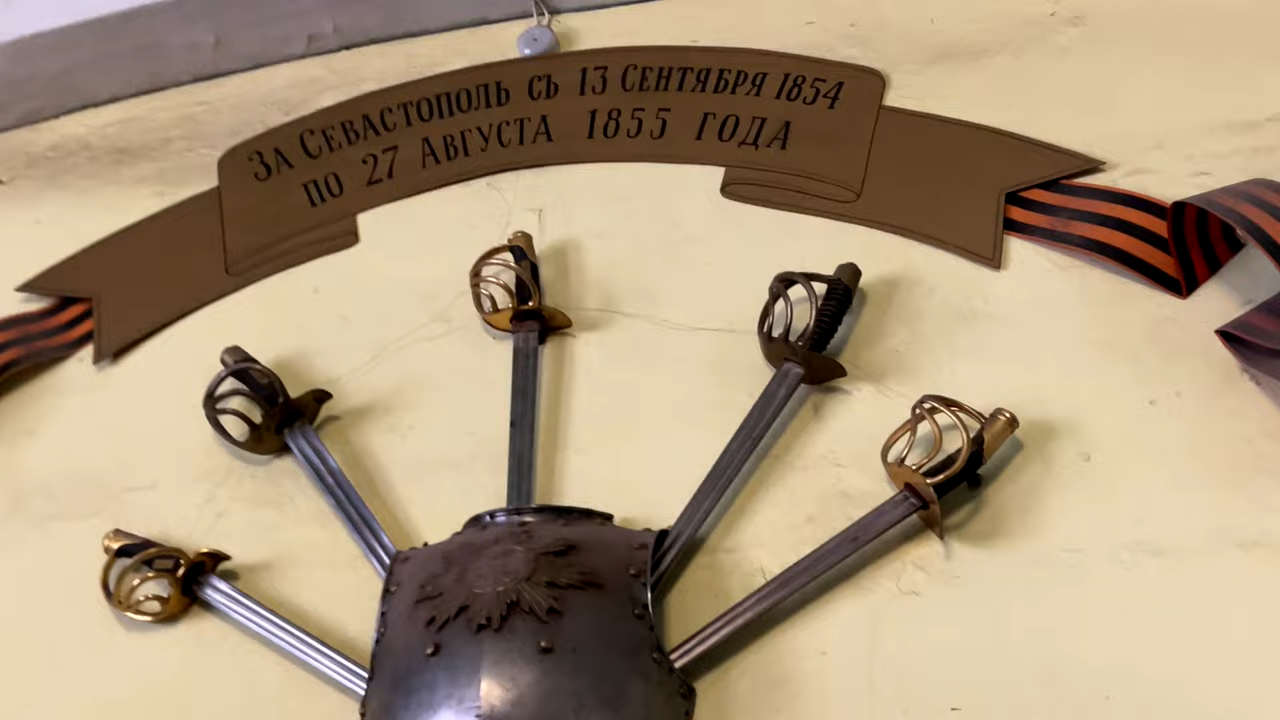 За Севастополь съ 13 Сентября 1854
по 27 Августа 1855 года